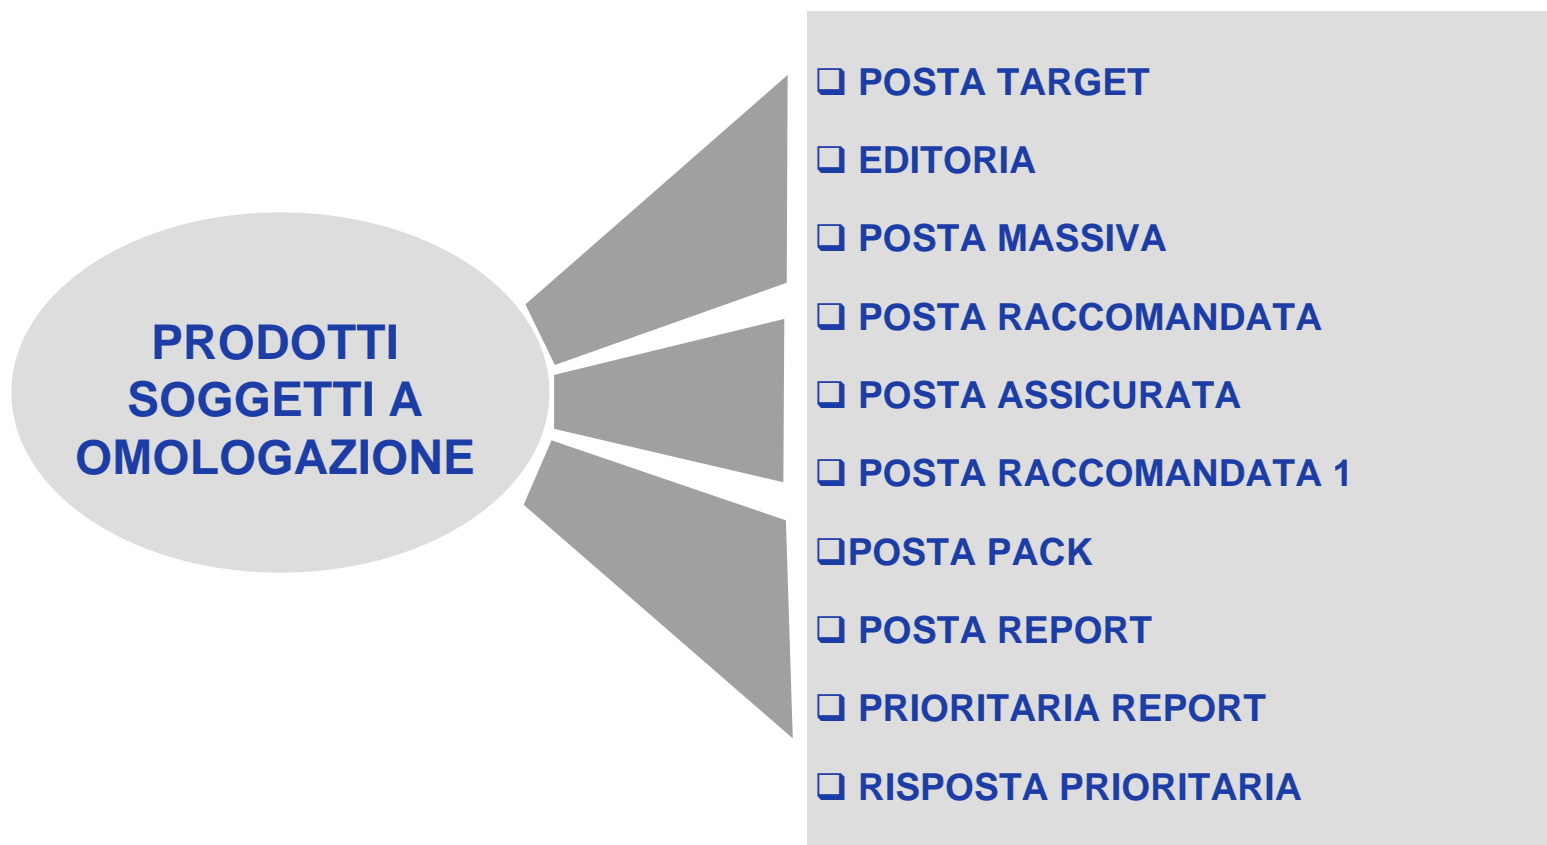 PRODOTTI
SOGGETTI A
OMOLOGAZIONE
❑ POSTA TARGET
❑ EDITORIA
❑ POSTA MASSIVA
❑ POSTA RACCOMANDATA
❑ POSTA ASSICURATA
❑ POSTA RACCOMANDATA 1
❑POSTA PACK
❑ POSTA REPORT
❑ PRIORITARIA REPORT
❑ RISPOSTA PRIORITARIA